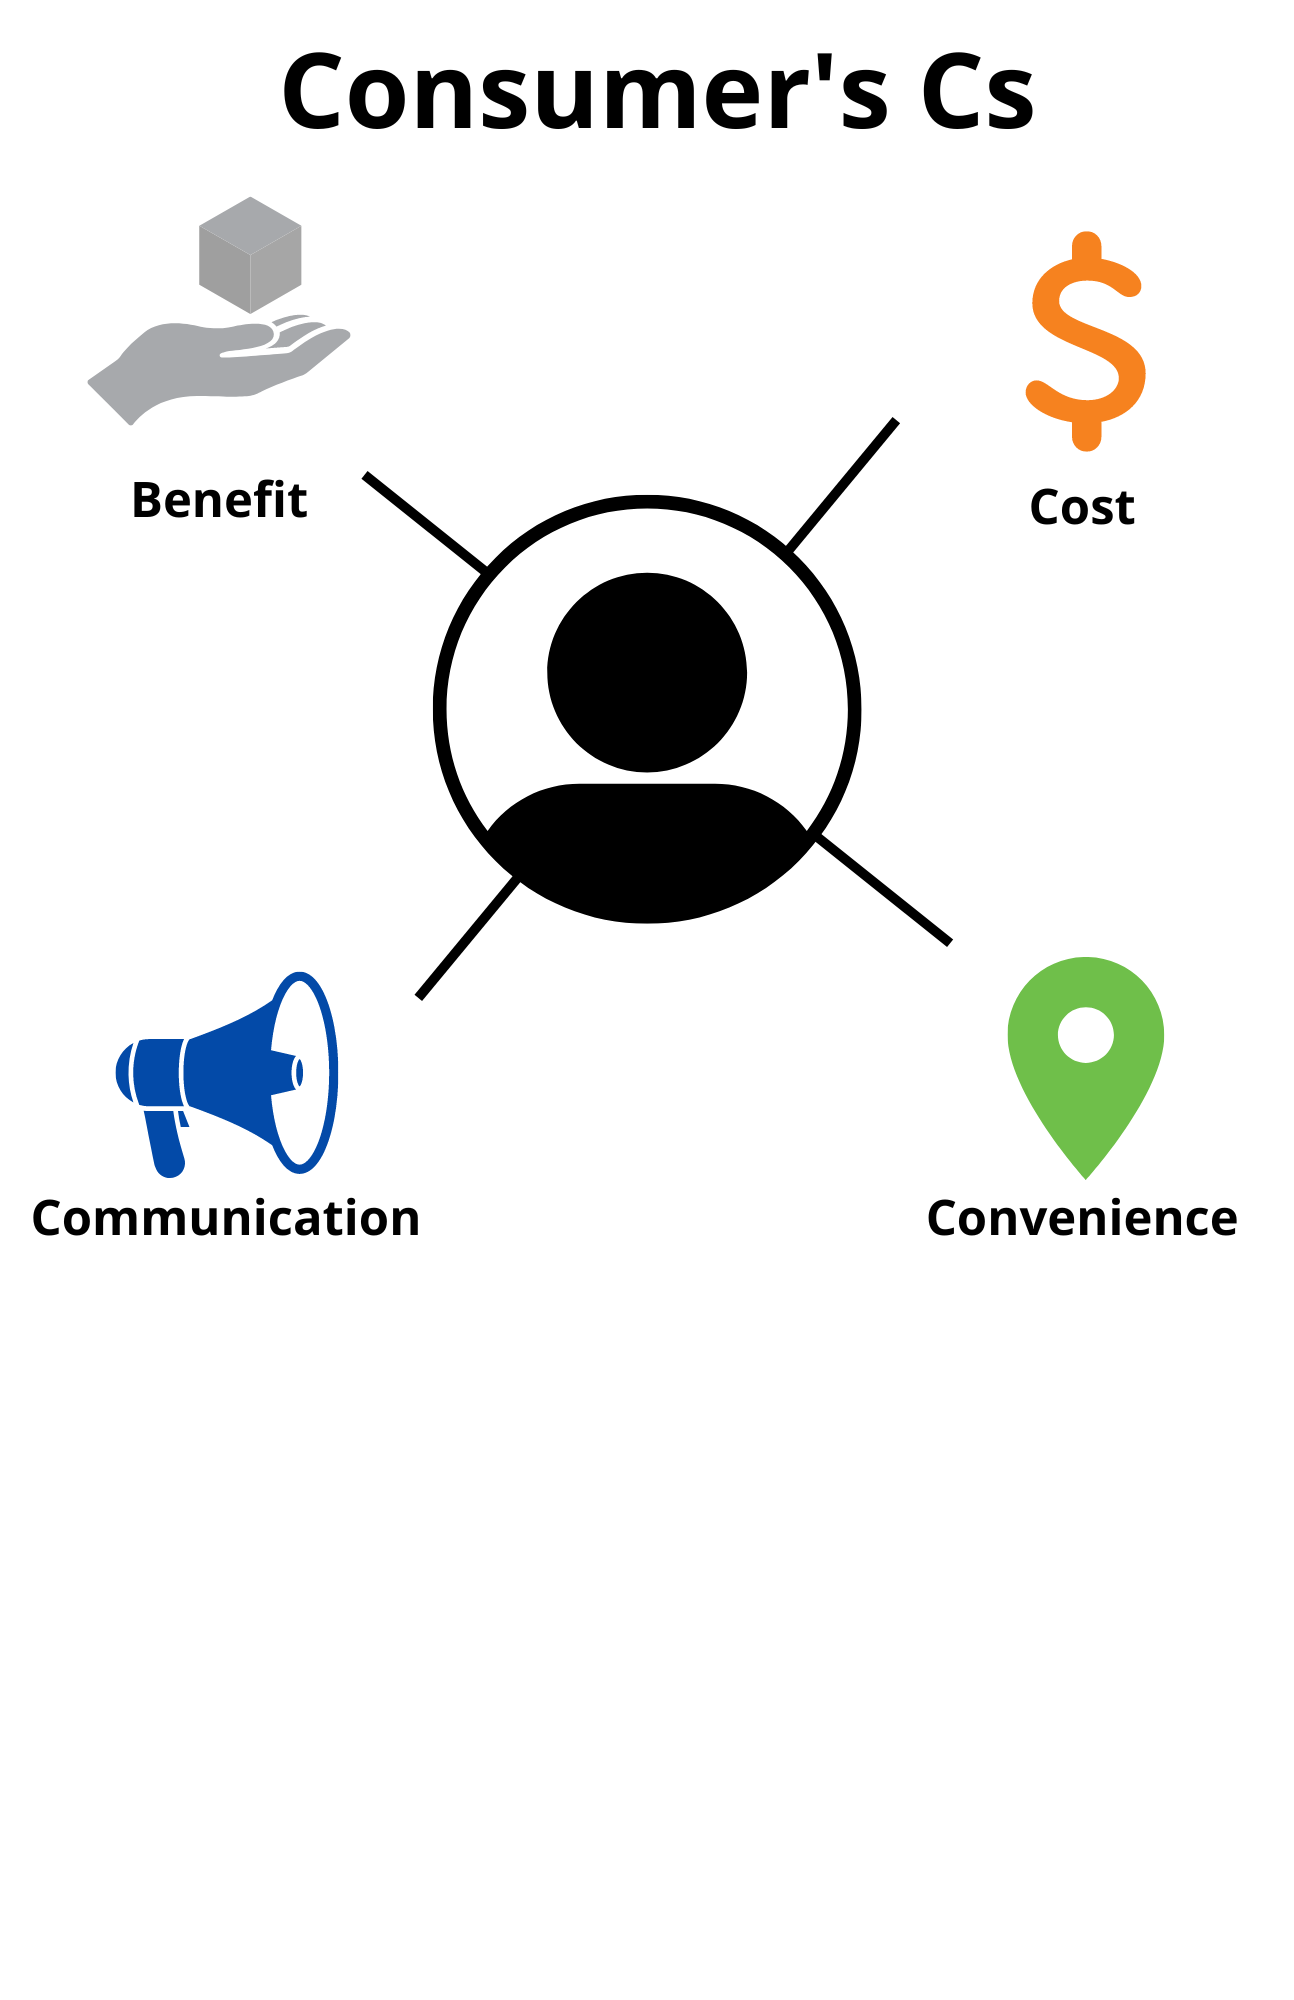 Consumer's Cs
Benefit
Cost
Communication
Convenience